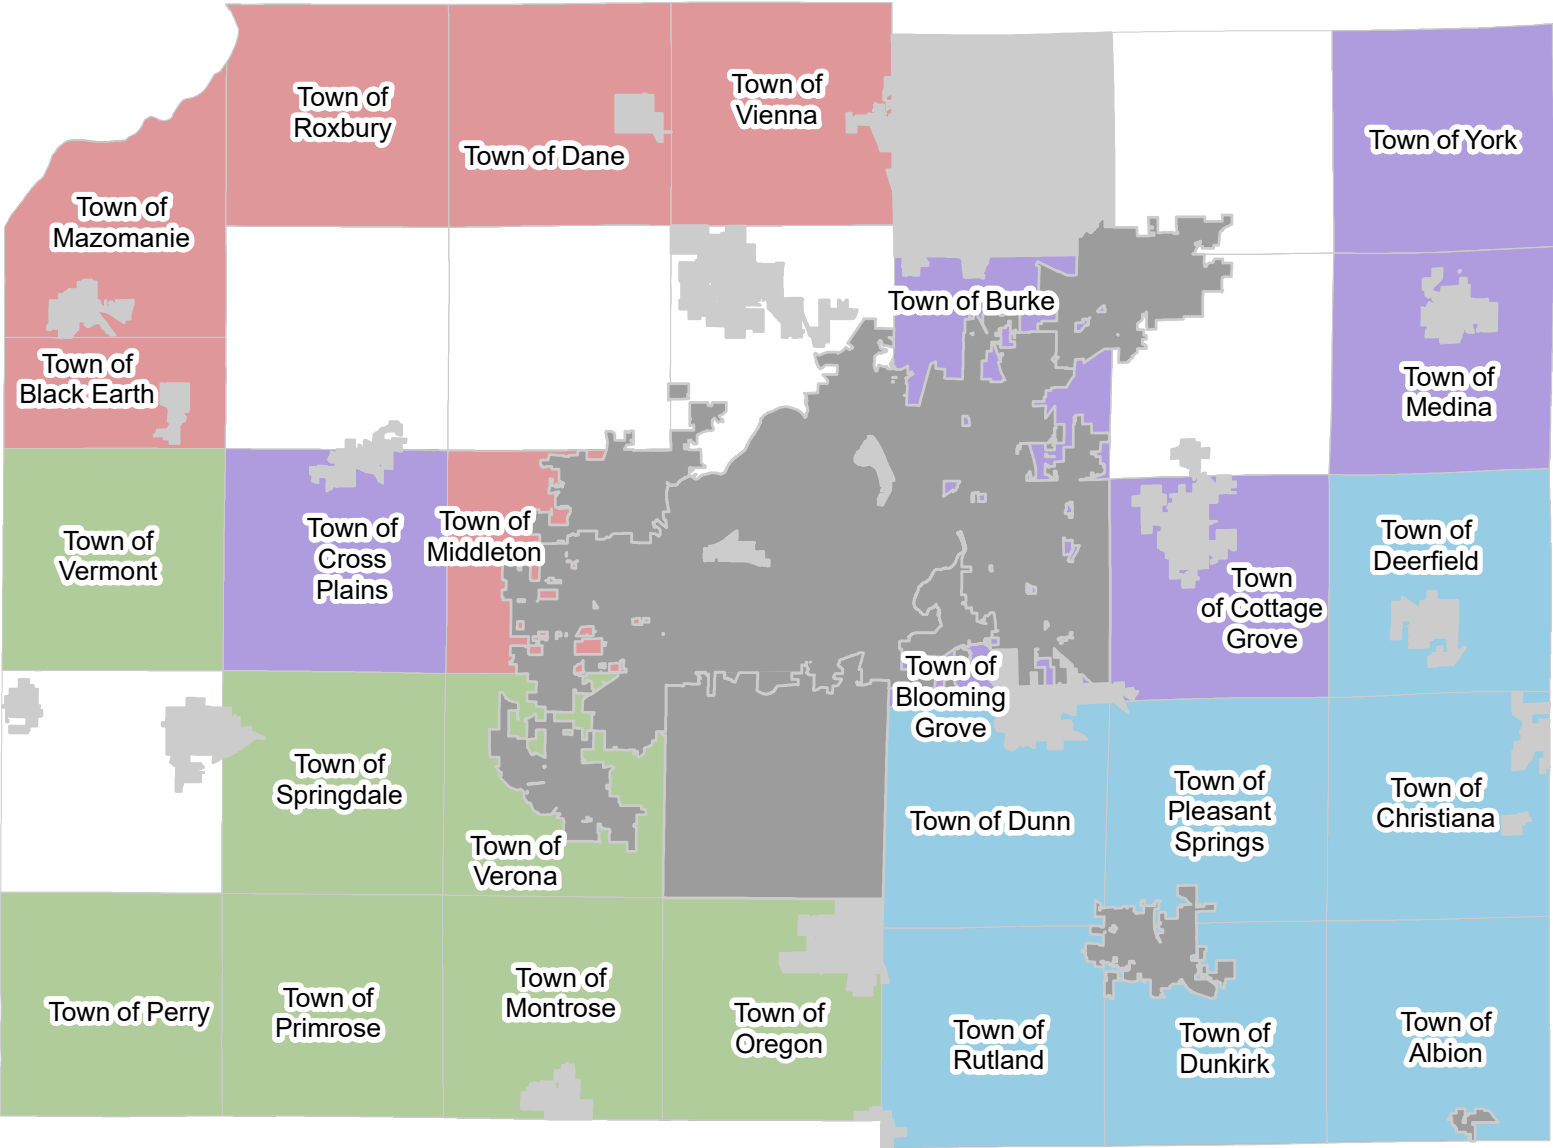 Town of
Roxbury
Town of Dane
Town of
Vienna
Town of York
Town of
Mazomanie
Town of Burke
Town of
Black Earth
Town of
Medina
Town of
Vermont
Town of
Cross
Plains
Town of
Middleton
Town of
Deerfield
Town
of Cottage
Grove
Town of
Blooming
Grove
Town of
Springdale
Town of
Verona
Town of Dunn
Town of
Pleasant
Springs
Town of
Christiana
Town of Perry
Town of
Primrose
Town of
Montrose
Town of
Oregon
Town of
Rutland
Town of
Dunkirk
Town of
Albion